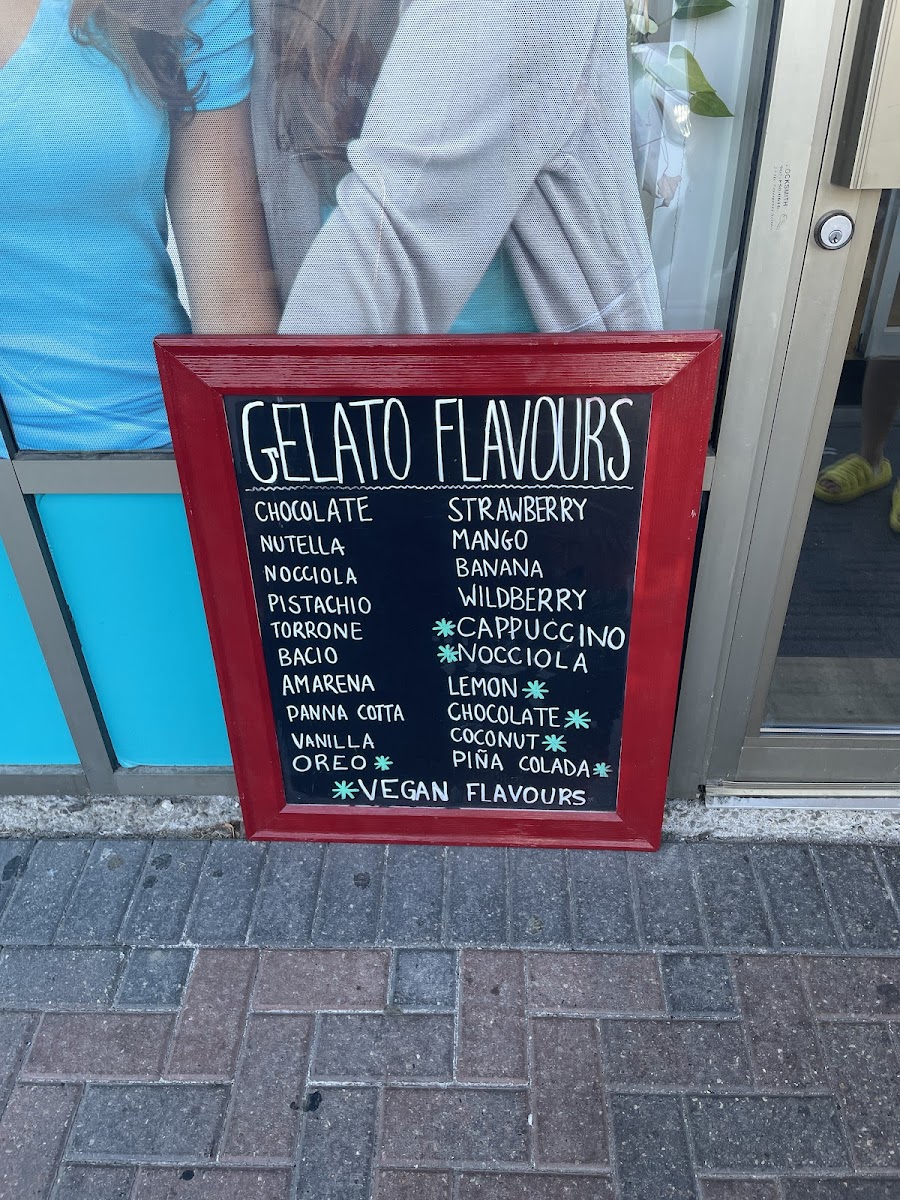 GELATO FLAVOURS
CHOCOLATE
NUTELLA
NOCCIOLA
PISTACHIO
TORRONE
BACIO
AMARENA
PANNA COTTA
VANILLA
OREO *
STRAWBERRY
MANGO
BANANA
WILDBERRY
*CAPPUCCINO
*NOCCIOLA
LEMON *
CHOCOLATE *
COCONUT *
PIÑA COLADA *
*VEGAN FLAVOURS
LOCKSMITH